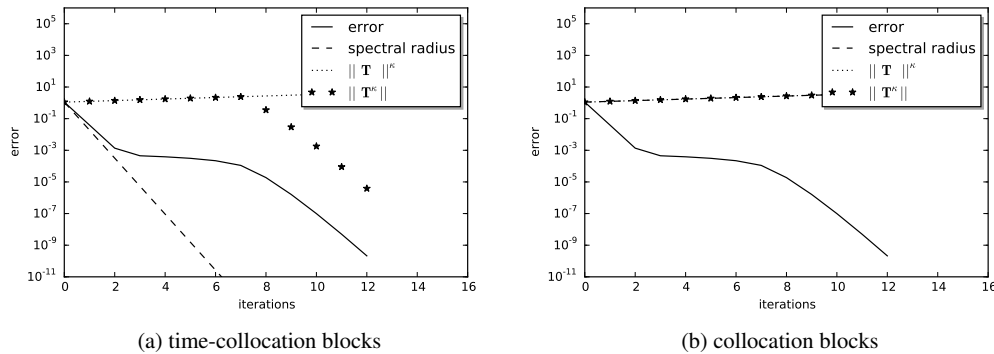 error
10^5
10^3
10^1
10^-1
10^-3
10^-5
10^-7
10^-9
10^-11
0 2 4 6 8 10 12 14 16
iterations
error
spectral radius
|| T ||^κ
|| T^κ ||
(a) time-collocation blocks
error
10^5
10^3
10^1
10^-1
10^-3
10^-5
10^-7
10^-9
10^-11
0 2 4 6 8 10 12 14 16
iterations
error
spectral radius
|| T ||^κ
|| T^κ ||
(b) collocation blocks